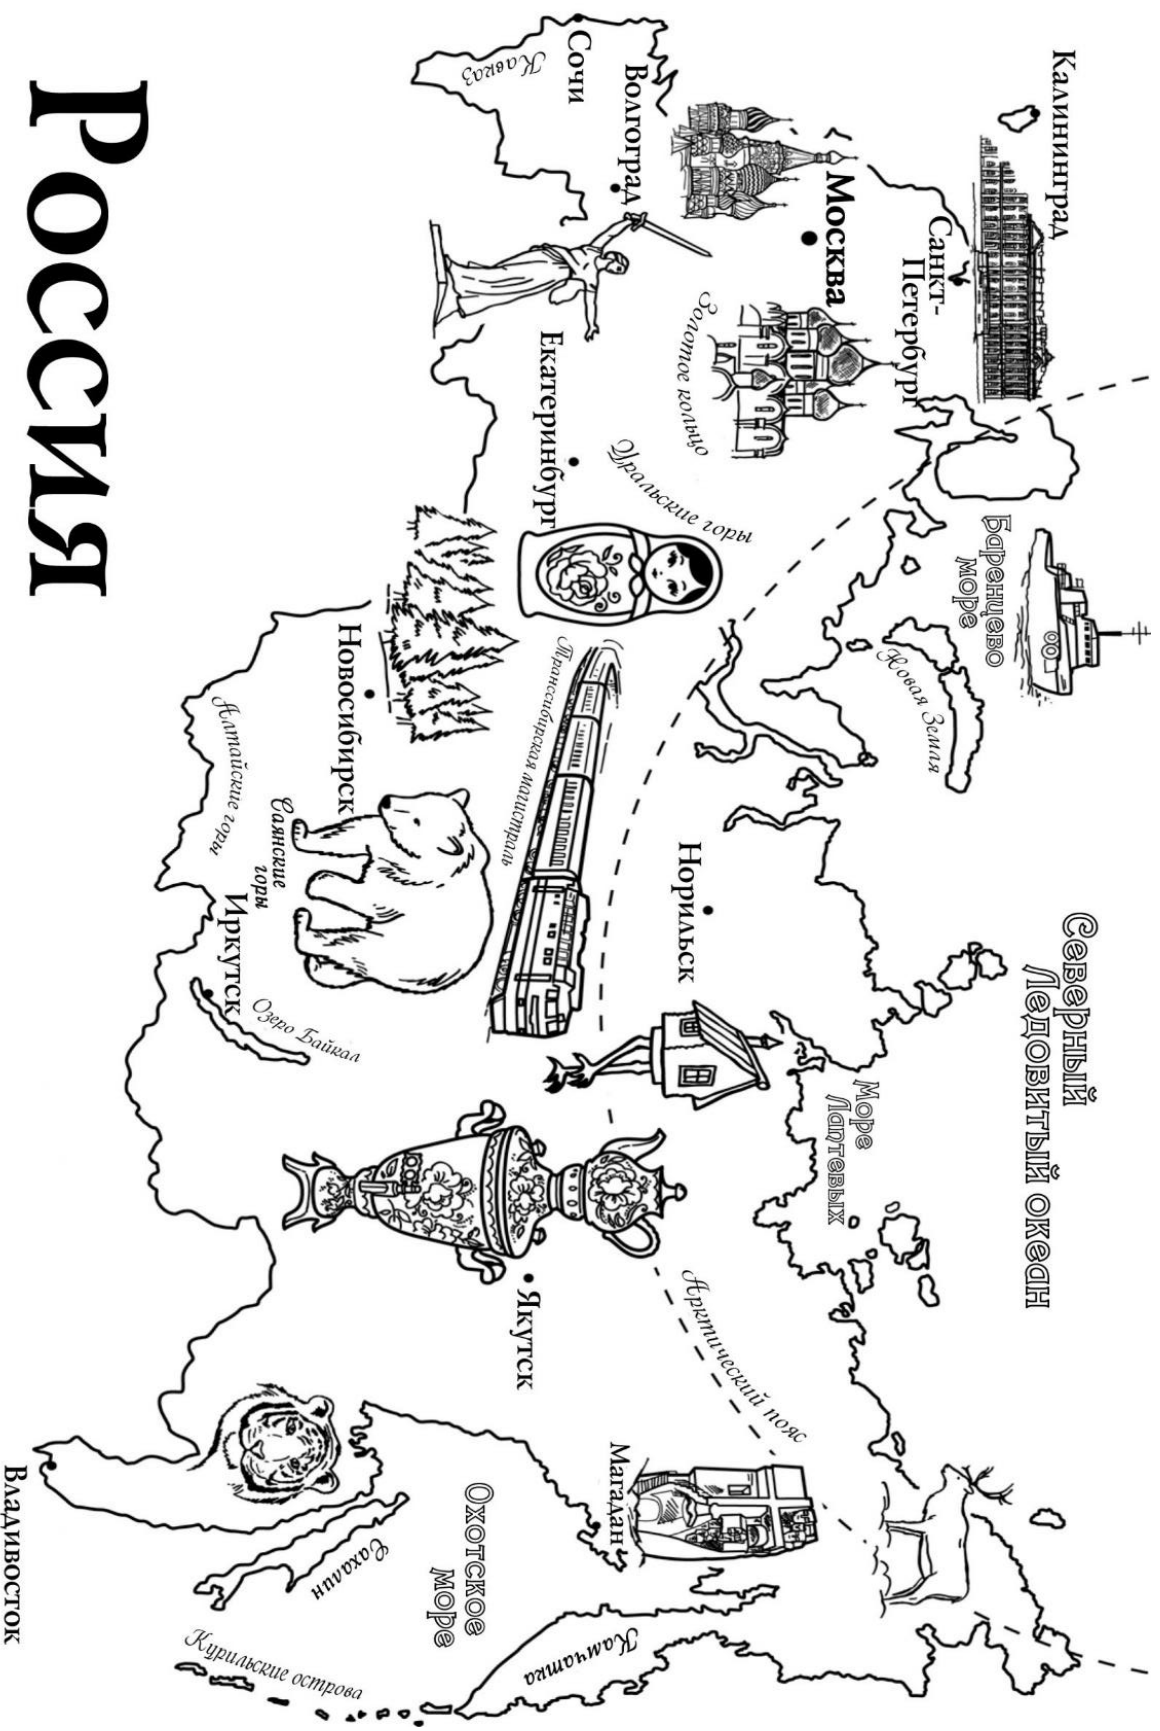 Калининград
Санкт-
Петербург
Москва
Волгоград
Сочи
Кавказ
Золотое кольцо
Баренцево
море
Новая Земля
Уральские горы
Екатеринбург
Северный
Ледовитый океан
Норильск
Море
Лаптевых
Транссибирская магистраль
Новосибирск
Алтайские горы
Саянские
горы
Иркутск
Озеро Байкал
Якутск
Арктический пояс
Магадан
Охотское
море
Сахалин
Камчатка
Курильские острова
Владивосток
Россия